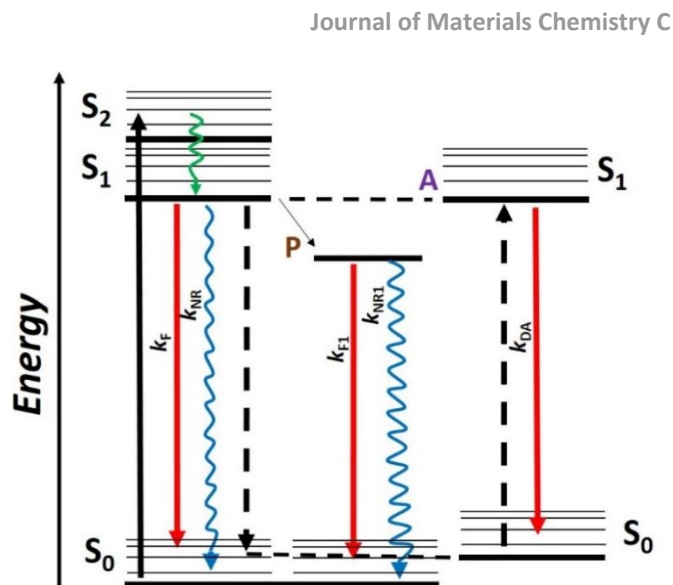 Journal of Materials Chemistry C
S2
S1
A
S1
P
Energy
kF
kNR
kF1
kNR1
kDA
S0
S0